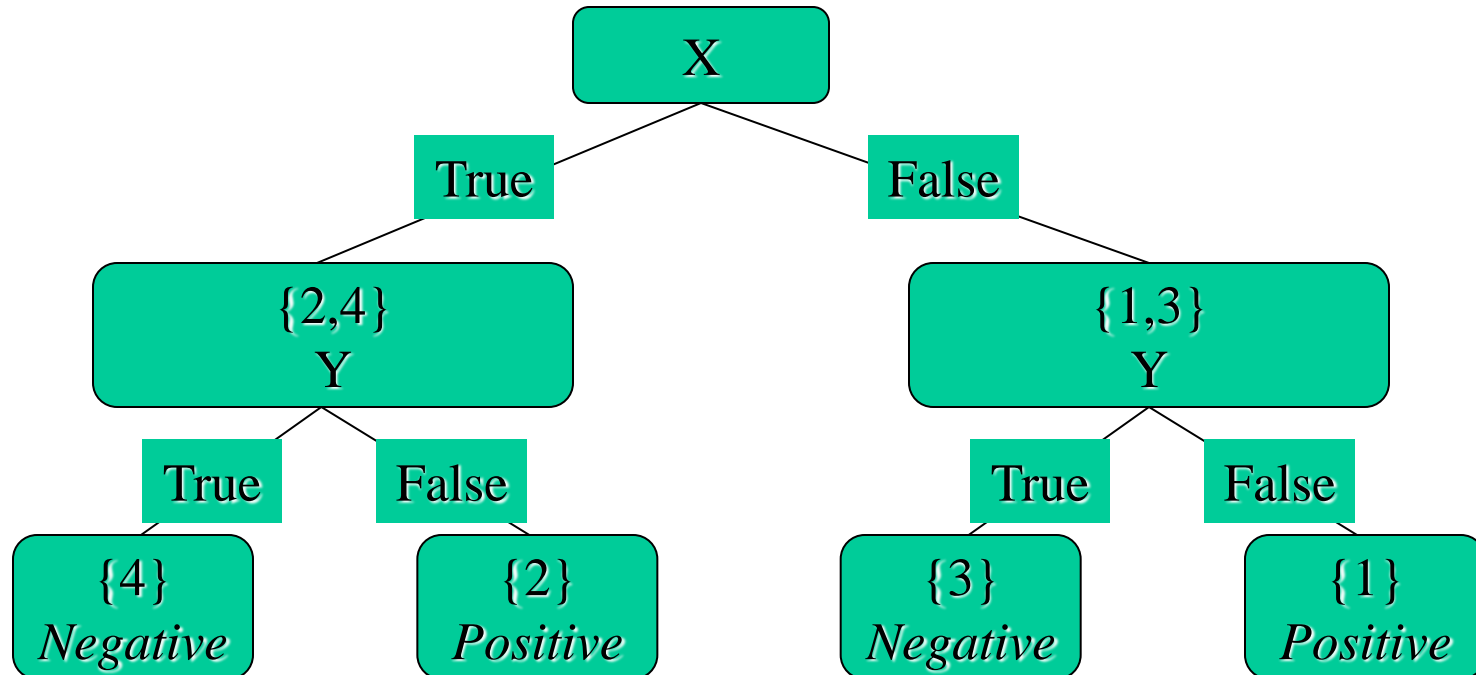 X
True
False
{2,4}
Y
{1,3}
Y
True
False
True
False
{4}
Negative
{2}
Positive
{3}
Negative
{1}
Positive